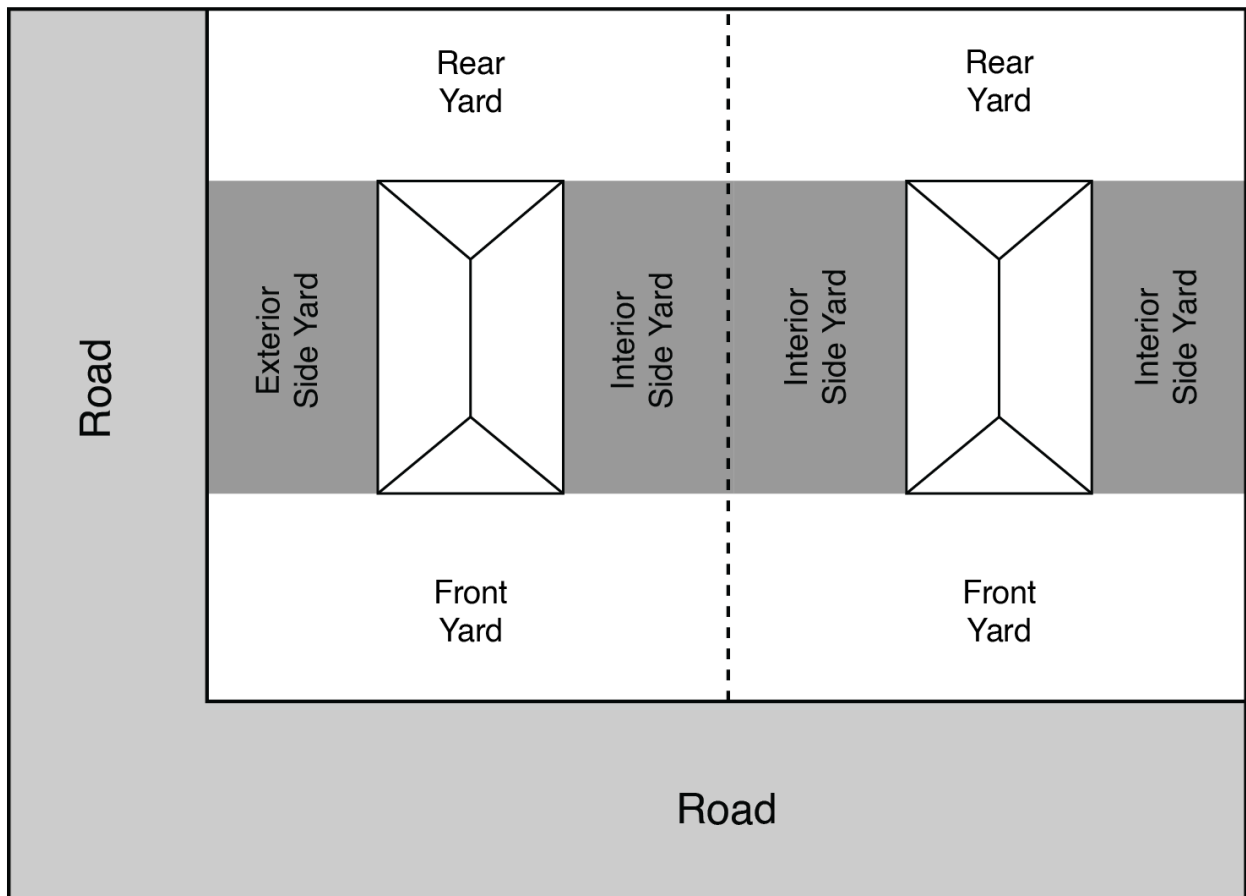 Rear
Yard
Rear
Yard
Road
Exterior
Side Yard
Interior
Side Yard
Interior
Side Yard
Interior
Side Yard
Front
Yard
Front
Yard
Road